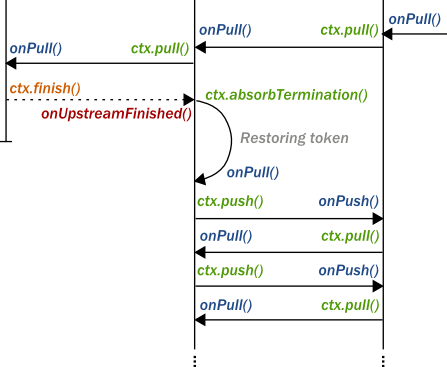 onPull()
onPull() ctx.pull()
onPull() ctx.pull()
ctx.finish()
ctx.absorbTermination()
onUpstreamFinished()
Restoring token
onPull()
ctx.push() onPush()
onPull() ctx.pull()
ctx.push() onPush()
onPull() ctx.pull()